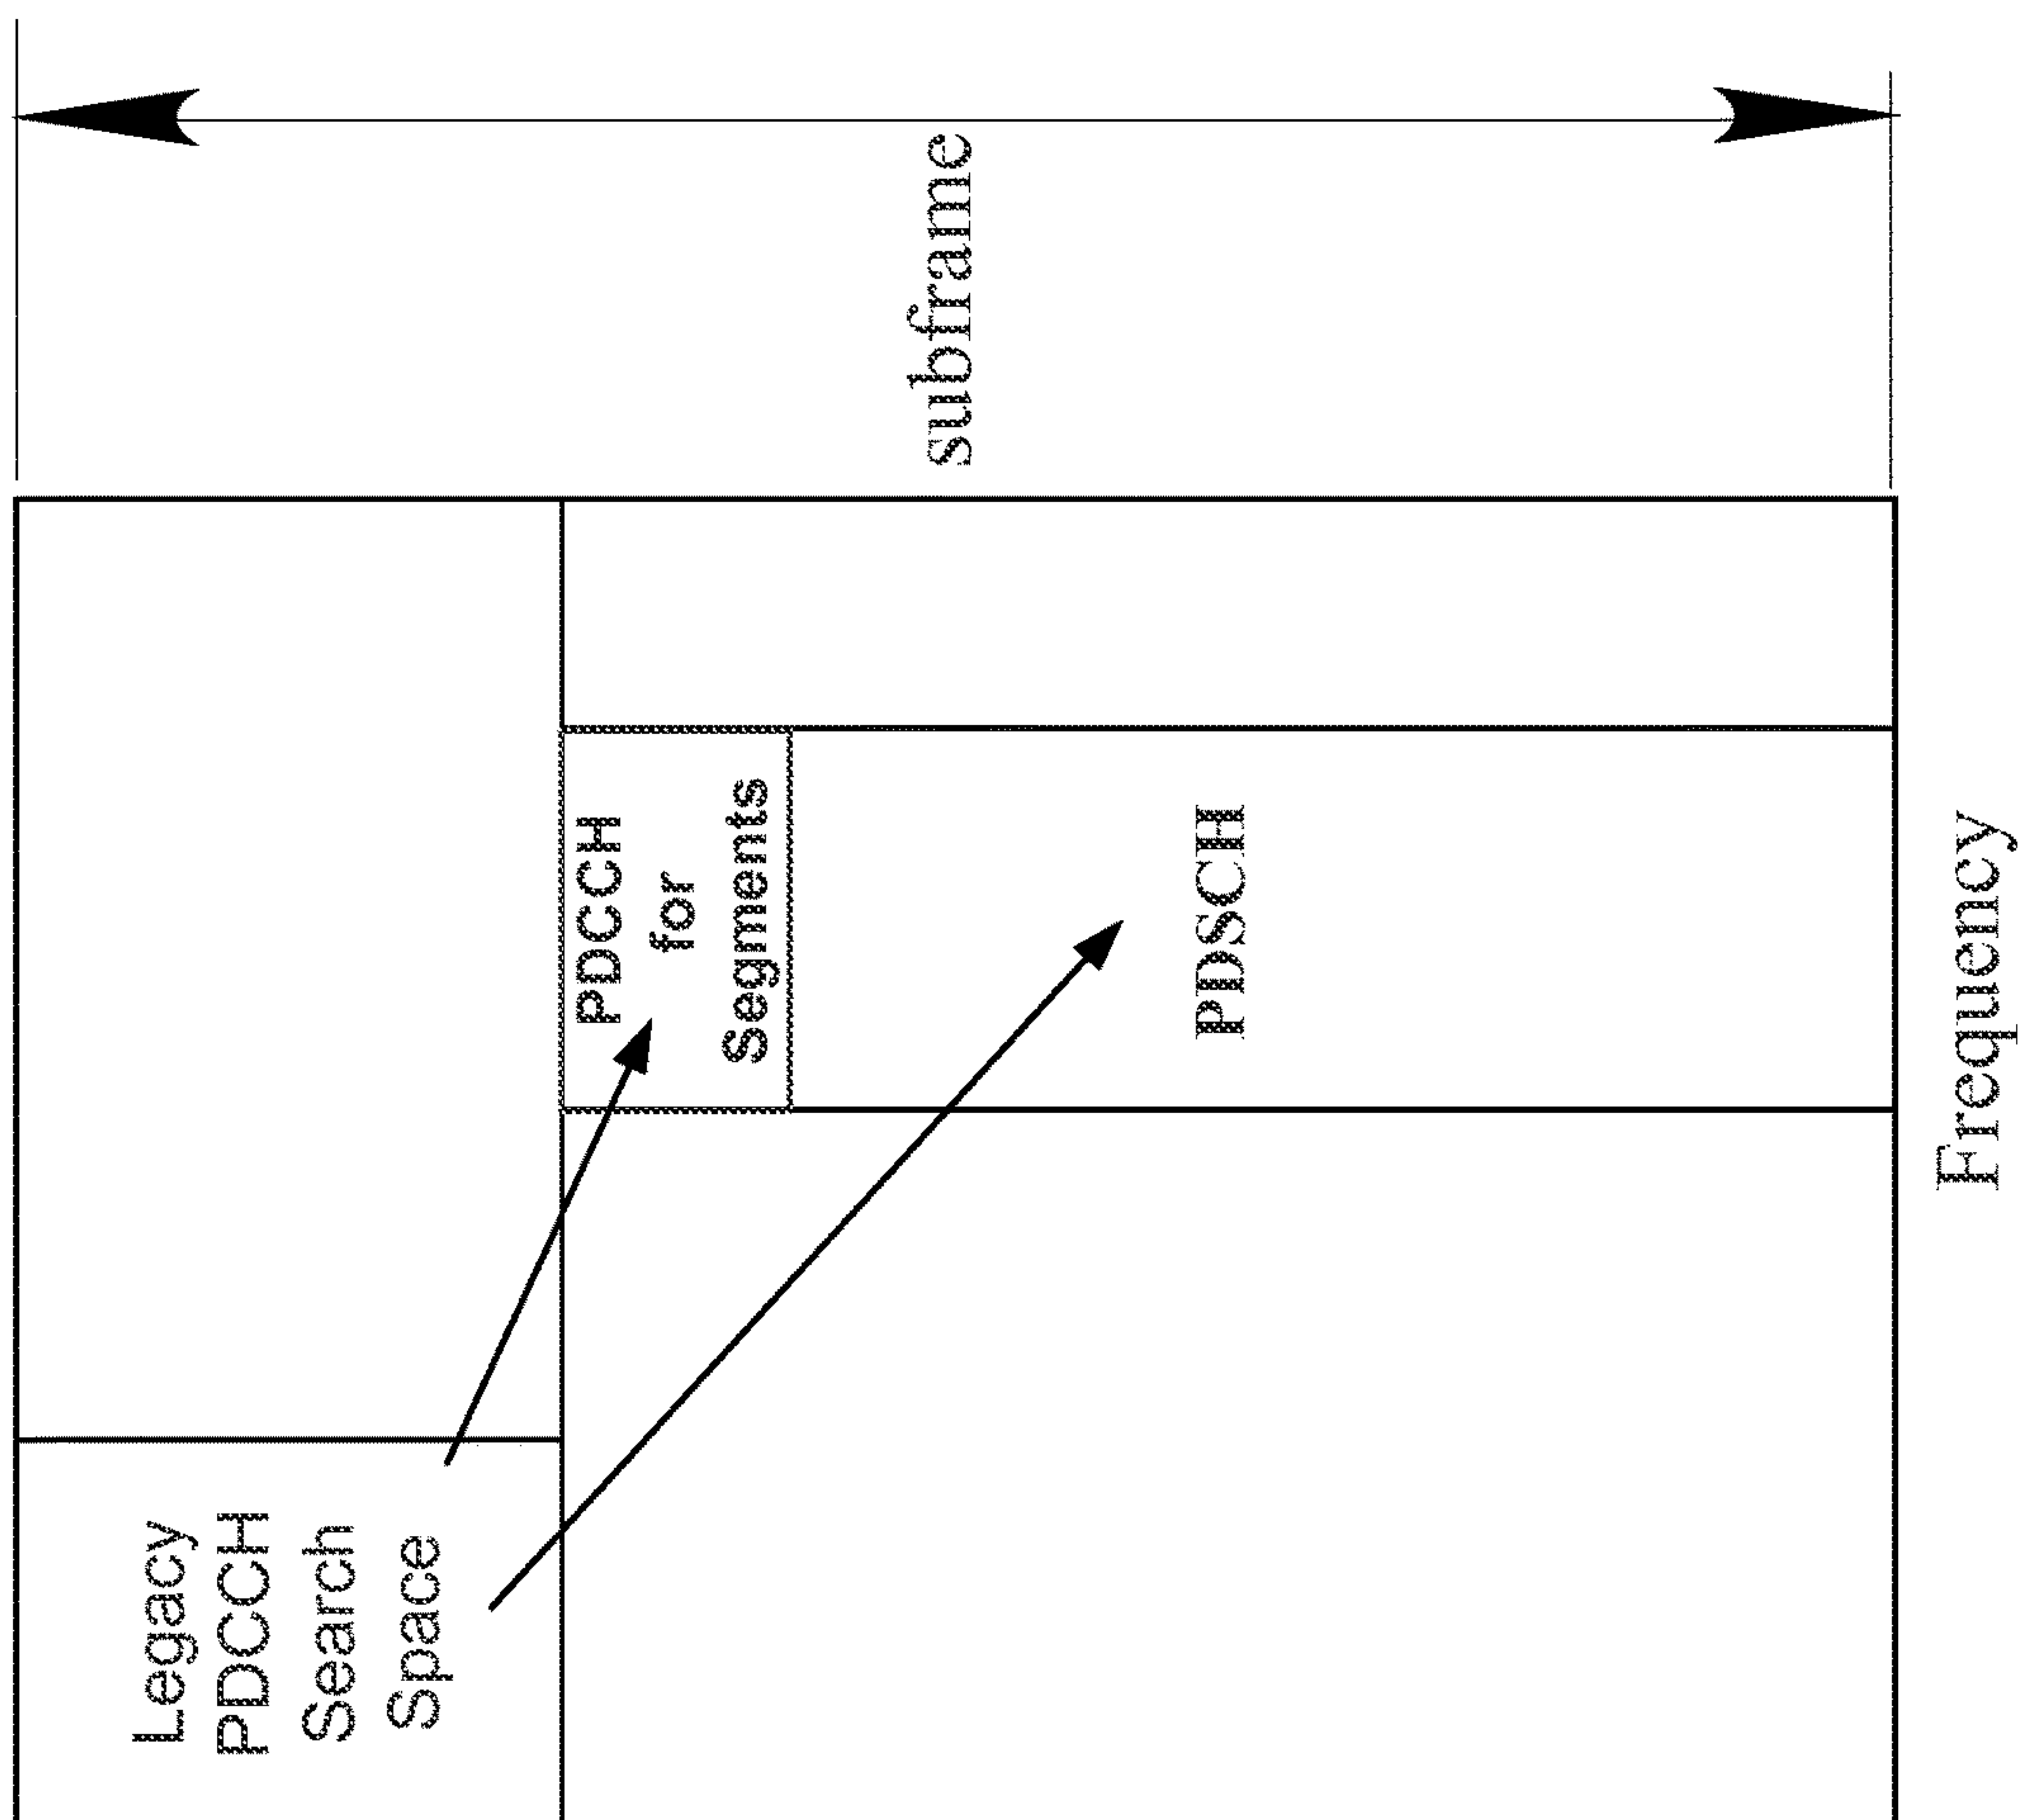 subframe
Legacy
PDCCH
Search
Space
PDCCH
for
Segments
PDSCH
Frequency